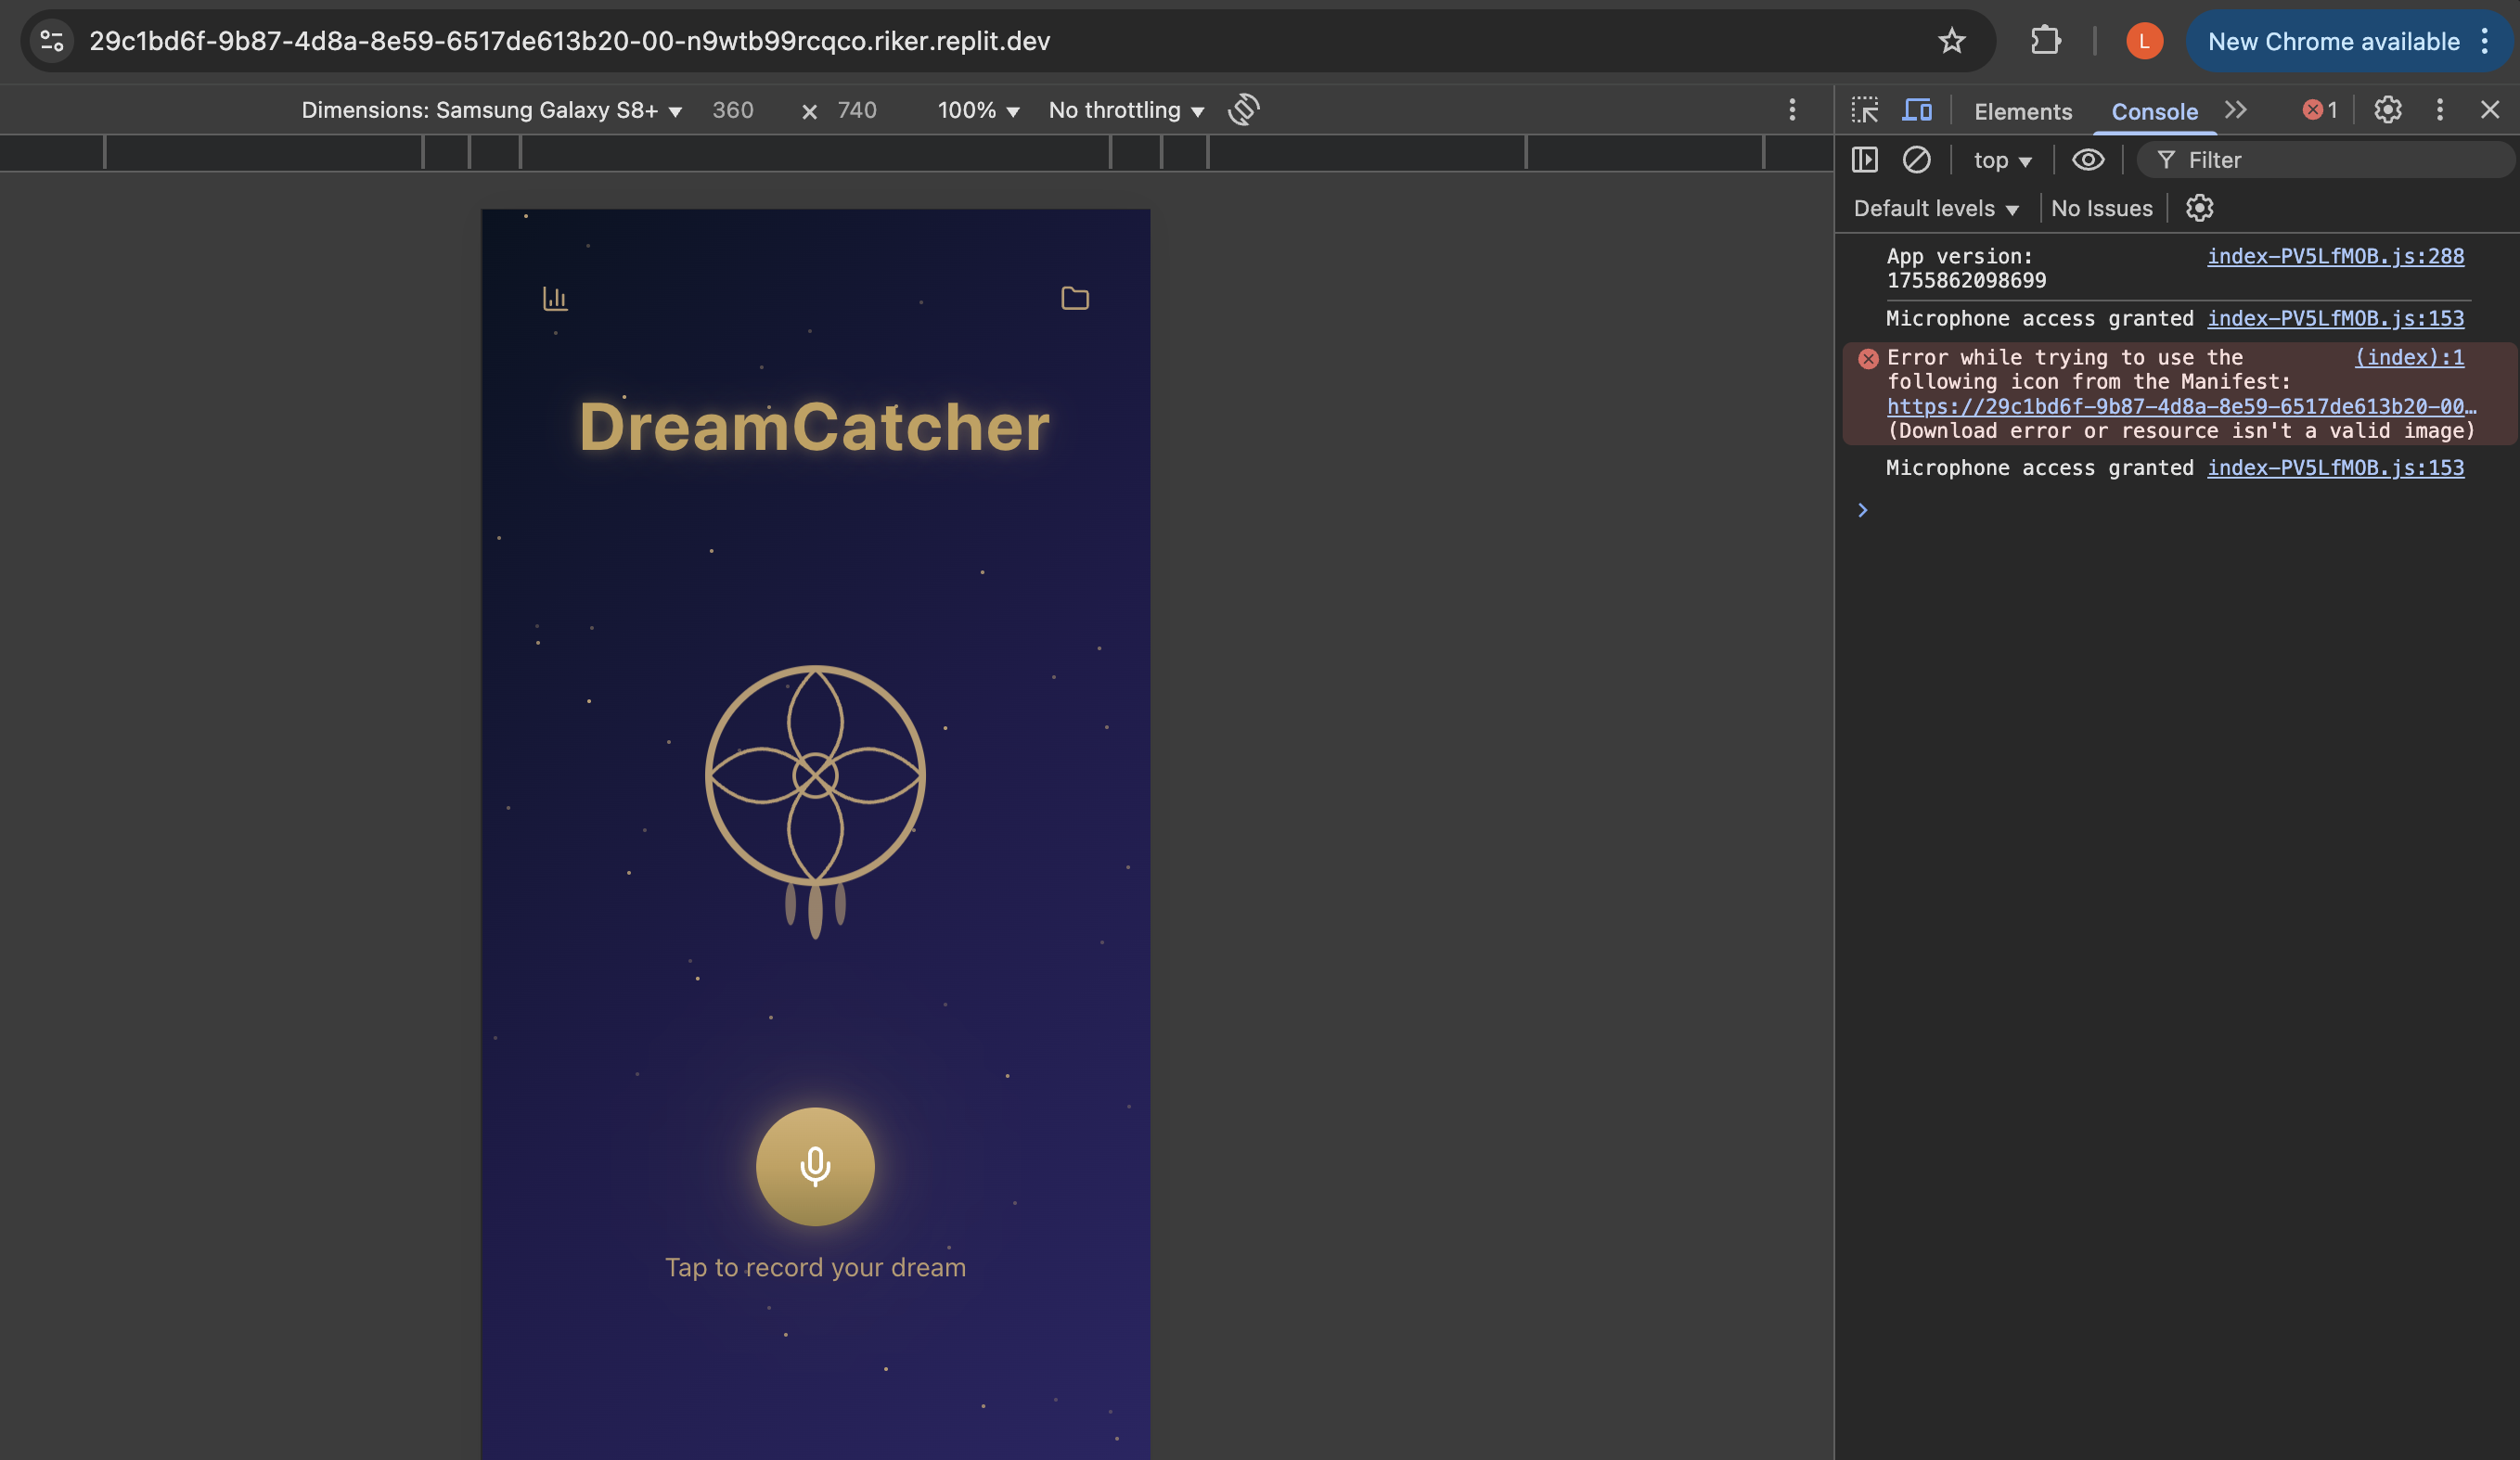 29c1bd6f-9b87-4d8a-8e59-6517de613b20-00-n9wtb99rcqco.riker.replit.dev
L
New Chrome available
Dimensions: Samsung Galaxy S8+
360
×
740
100%
No throttling
Elements
Console
1
top
Filter
Default levels
No Issues
App version: index-PV5LfMOB.js:288
1755862098699
Microphone access granted index-PV5LfMOB.js:153
Error while trying to use the (index):1
following icon from the Manifest:
https://29c1bd6f-9b87-4d8a-8e59-6517de613b20-00…
(Download error or resource isn't a valid image)
Microphone access granted index-PV5LfMOB.js:153
DreamCatcher
Tap to record your dream